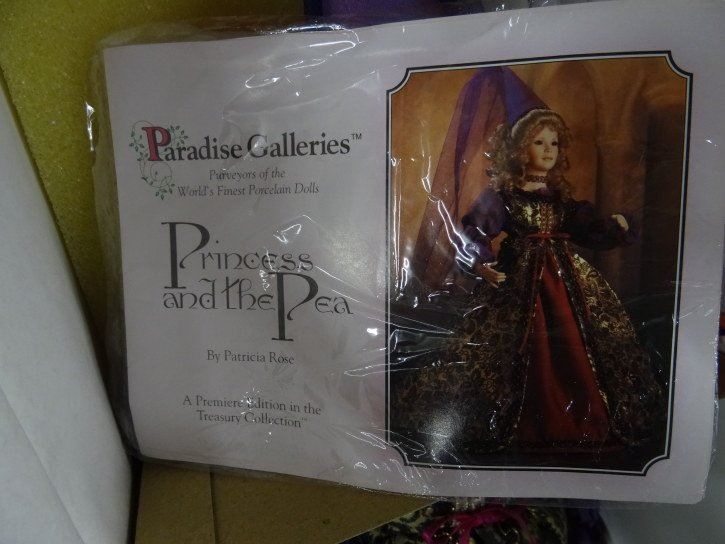 Paradise Galleries™
Purveyors of the
World's Finest Porcelain Dolls
Princess
and the Pea
By Patricia Rose
A Premiere Edition in the
Treasury Collection™